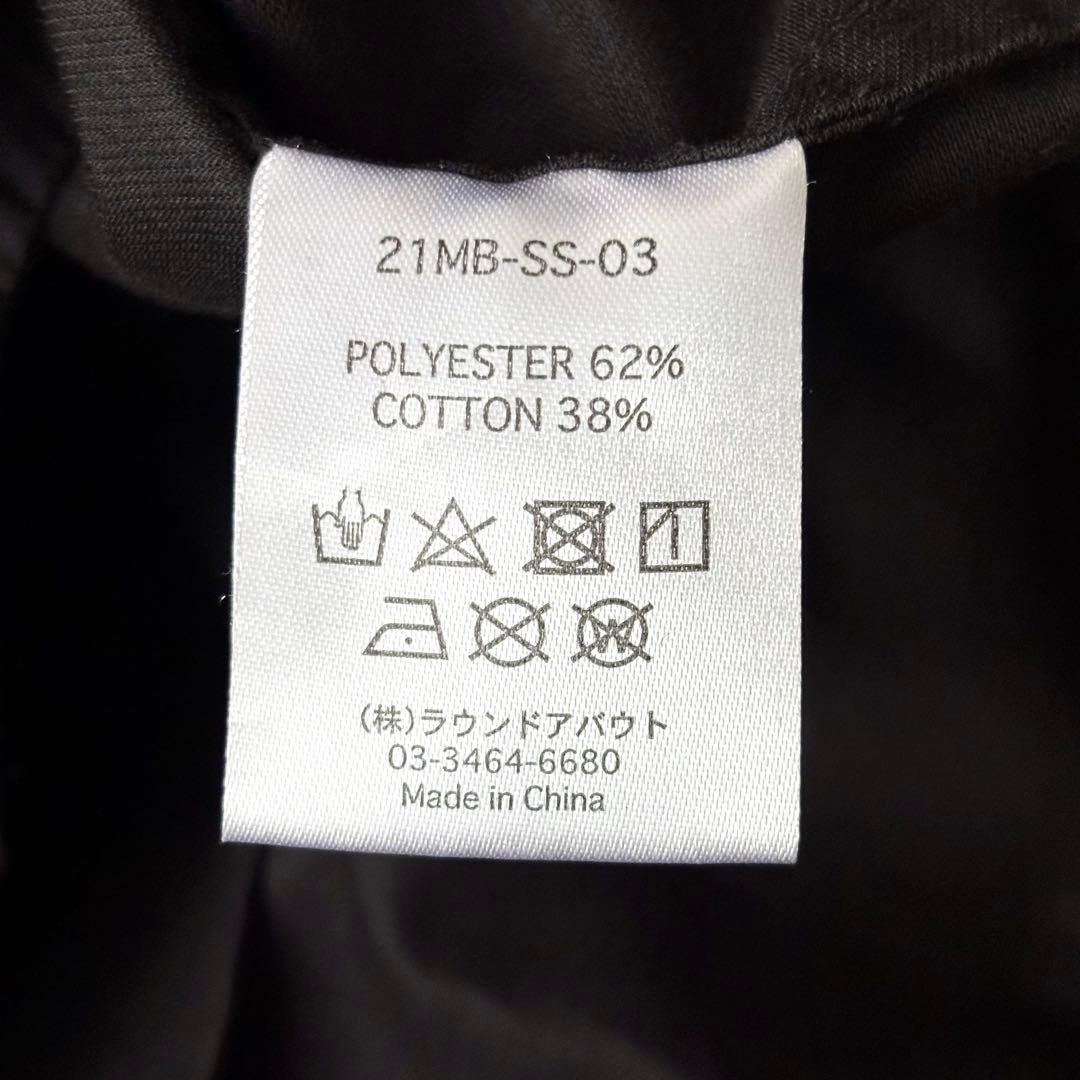 21MB-SS-03
POLYESTER 62%
COTTON 38%
W
(株)ラウンドアバウト
03-3464-6680
Made in China